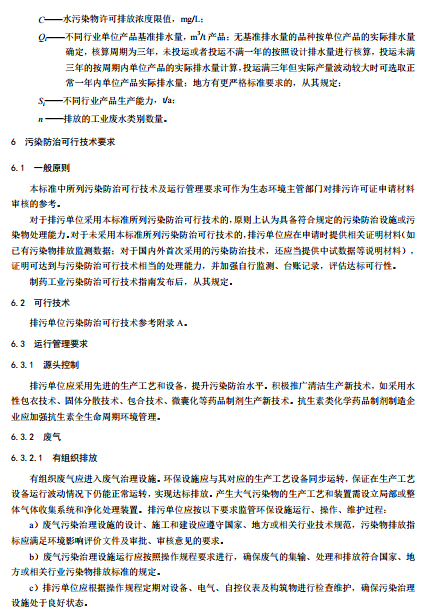 C——水污染物许可排放浓度限值，mg/L；
Qᵢ——不同行业单位产品基准排水量，m³/t 产品；无基准排水量的品种按单位产品的实际排水量
确定，核算周期为三年，未投运或者投运不满一年的按照设计排水量进行核算，投运未满
三年的按周期内单位产品的实际排水量计算，投运满三年但实际产量波动较大时可选取正
常一年内单位产品实际排水量；地方有更严格标准要求的，从其规定；
Sᵢ——不同行业产品生产能力，t/a；
n ——排放的工业废水类别数量。
6 污染防治可行技术要求
6.1 一般原则
本标准中所列污染防治可行技术及运行管理要求可作为生态环境主管部门对排污许可证申请材料
审核的参考。
对于排污单位采用本标准所列污染防治可行技术的，原则上认为具备符合规定的污染防治设施或污
染物处理能力。对于未采用本标准所列污染防治可行技术的，排污单位应在申请时提供相关证明材料（如
已有污染物排放监测数据；对于国内外首次采用的污染防治技术，还应当提供中试数据等说明材料），
证明可达到与污染防治可行技术相当的处理能力，并加强自行监测、台账记录，评估达标可行性。
制药工业污染防治可行技术指南发布后，从其规定。
6.2 可行技术
排污单位污染防治可行技术参考附录 A。
6.3 运行管理要求
6.3.1 源头控制
排污单位应采用先进的生产工艺和设备，提升污染防治水平。积极推广清洁生产新技术，如采用水
性包衣技术、固体分散技术、包合技术、微囊化等药品制剂生产新技术。抗生素类化学药品制剂制造企
业应加强抗生素全生命周期环境管理。
6.3.2 废气
6.3.2.1 有组织排放
有组织废气应进入废气治理设施。环保设施应与其对应的生产工艺设备同步运转，保证在生产工艺
设备运行波动情况下仍能正常运转，实现达标排放。产生大气污染物的生产工艺和装置需设立局部或整
体气体收集系统和净化处理装置。排污单位应按以下要求监管环保设施运行、操作、维护过程：
a）废气污染治理设施的设计、施工和建设应遵守国家、地方或相关行业技术规范，污染物排放指
标应满足环境影响评价文件及审批、审核意见的要求。
b）废气污染治理设施运行应按照操作规程要求进行，确保废气的集输、处理和排放符合国家、地
方或相关行业污染物排放标准的规定。
c）排污单位应根据操作规程定期对设备、电气、自控仪表及构筑物进行检查维护，确保污染治理
设施处于良好状态。